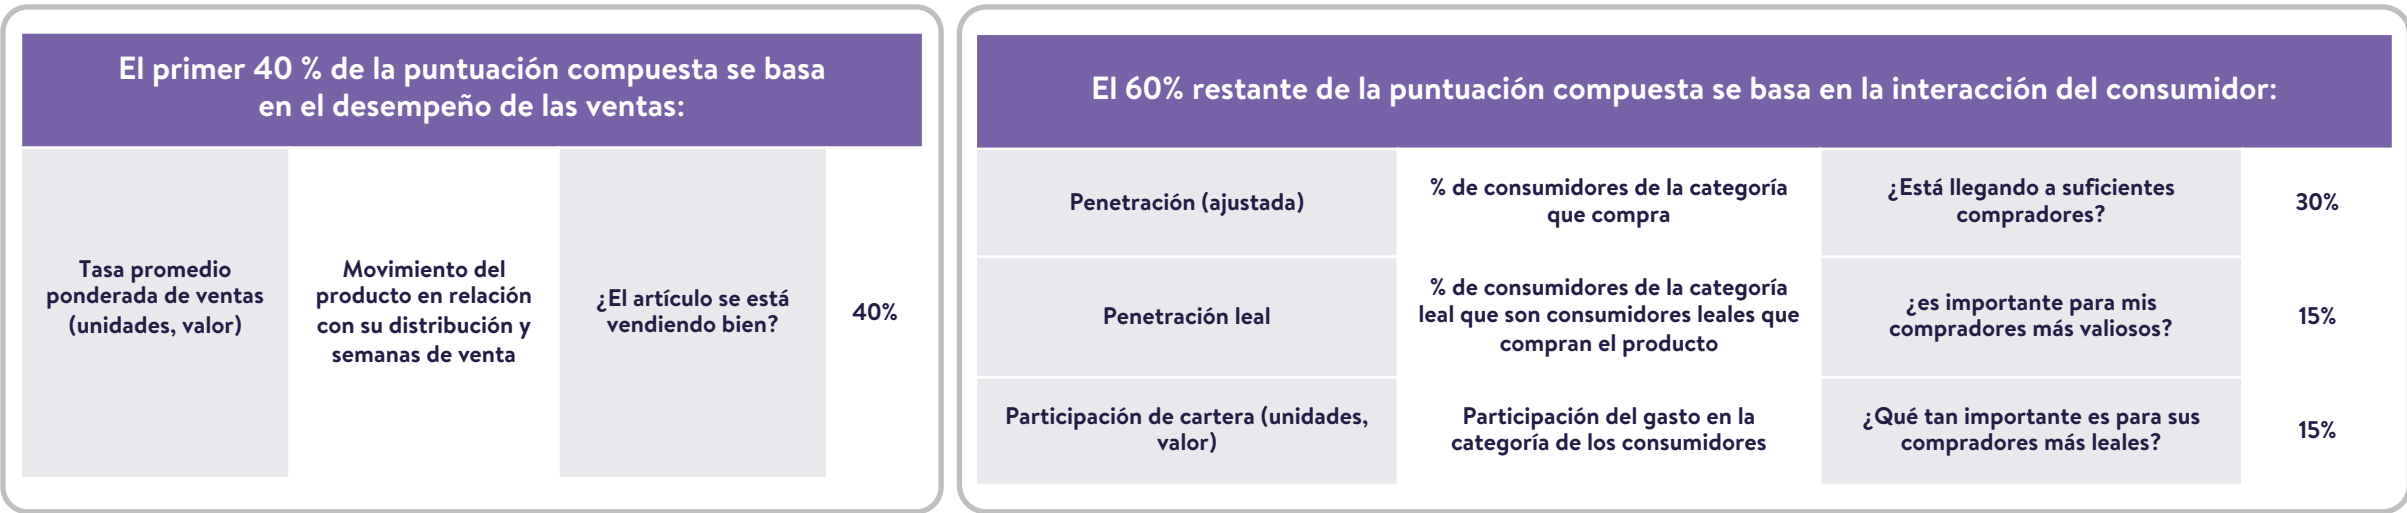 El primer 40 % de la puntuación compuesta se basa
en el desempeño de las ventas:
Tasa promedio
ponderada de ventas
(unidades, valor)
Movimiento del
producto en relación
con su distribución y
semanas de venta
¿El artículo se está
vendiendo bien?
40%
El 60% restante de la puntuación compuesta se basa en la interacción del consumidor:
Penetración (ajustada)
% de consumidores de la categoría
que compra
¿Está llegando a suficientes
compradores?
30%
Penetración leal
% de consumidores de la categoría
leal que son consumidores leales que
compran el producto
¿es importante para mis
compradores más valiosos?
15%
Participación de cartera (unidades,
valor)
Participación del gasto en la
categoría de los consumidores
¿Qué tan importante es para sus
compradores más leales?
15%